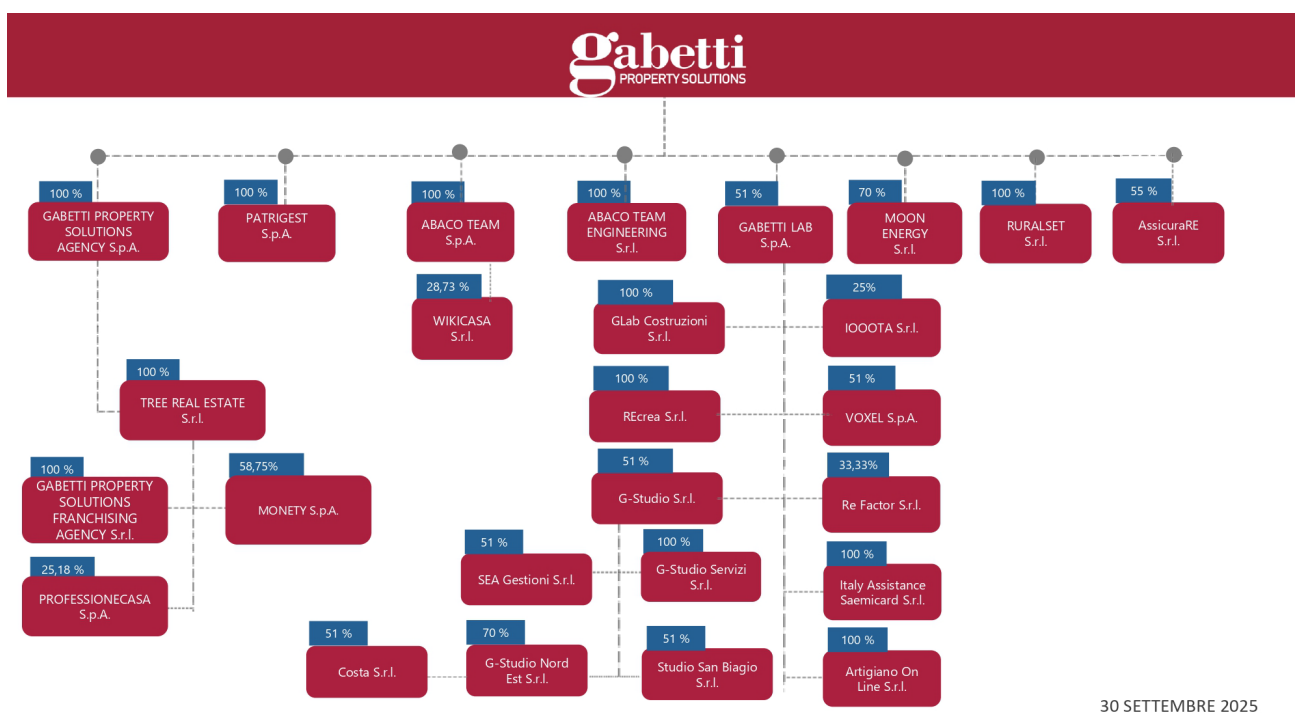 gabetti
PROPERTY SOLUTIONS
100 %
GABETTI PROPERTY
SOLUTIONS
AGENCY S.p.A.
100 %
PATRIGEST
S.p.A.
100 %
ABACO TEAM
S.p.A.
100 %
ABACO TEAM
ENGINEERING
S.r.l.
51 %
GABETTI LAB
S.p.A.
70 %
MOON
ENERGY
S.r.l.
100 %
RURALSET
S.r.l.
55 %
AssicuraRE
S.r.l.
28,73 %
WIKICASA
S.r.l.
100 %
GLab Costruzioni
S.r.l.
25%
IOOOTA S.r.l.
100 %
TREE REAL ESTATE
S.r.l.
100 %
REcrea S.r.l.
51 %
VOXEL S.p.A.
100 %
GABETTI PROPERTY
SOLUTIONS
FRANCHISING
AGENCY S.r.l.
58,75%
MONETY S.p.A.
51 %
G-Studio S.r.l.
33,33%
Re Factor S.r.l.
25,18 %
PROFESSIONECASA
S.p.A.
51 %
SEA Gestioni S.r.l.
100 %
G-Studio Servizi
S.r.l.
100 %
Italy Assistance
Saemicard S.r.l.
51 %
Costa S.r.l.
70 %
G-Studio Nord
Est S.r.l.
51 %
Studio San Biagio
S.r.l.
100 %
Artigiano On
Line S.r.l.
30 SETTEMBRE 2025